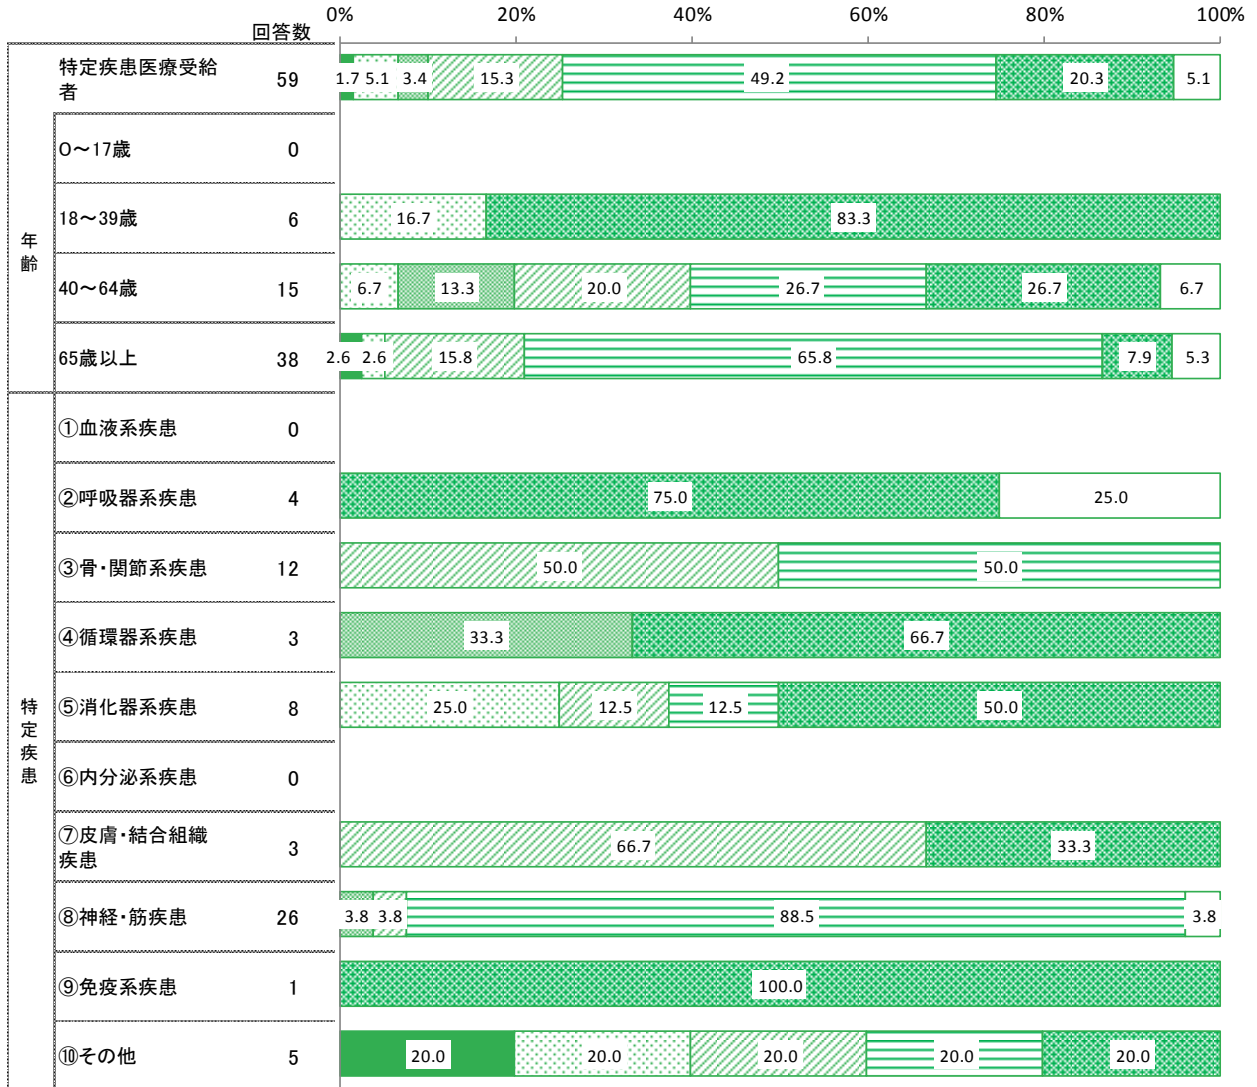 0% 20% 40% 60% 80% 100%
回答数
特定疾患医療受給
者 59 1.7 5.1 3.4 15.3 49.2 20.3 5.1
0～17歳 0
18～39歳 6 16.7 83.3
年齢
40～64歳 15 6.7 13.3 20.0 26.7 26.7 6.7
65歳以上 38 2.6 2.6 15.8 65.8 7.9 5.3
①血液系疾患 0
②呼吸器系疾患 4 75.0 25.0
③骨・関節系疾患 12 50.0 50.0
④循環器系疾患 3 33.3 66.7
⑤消化器系疾患 8 25.0 12.5 12.5 50.0
特定疾患
⑥内分泌系疾患 0
⑦皮膚・結合組織
疾患 3 66.7 33.3
⑧神経・筋疾患 26 3.8 3.8 88.5 3.8
⑨免疫系疾患 1 100.0
⑩その他 5 20.0 20.0 20.0 20.0 20.0